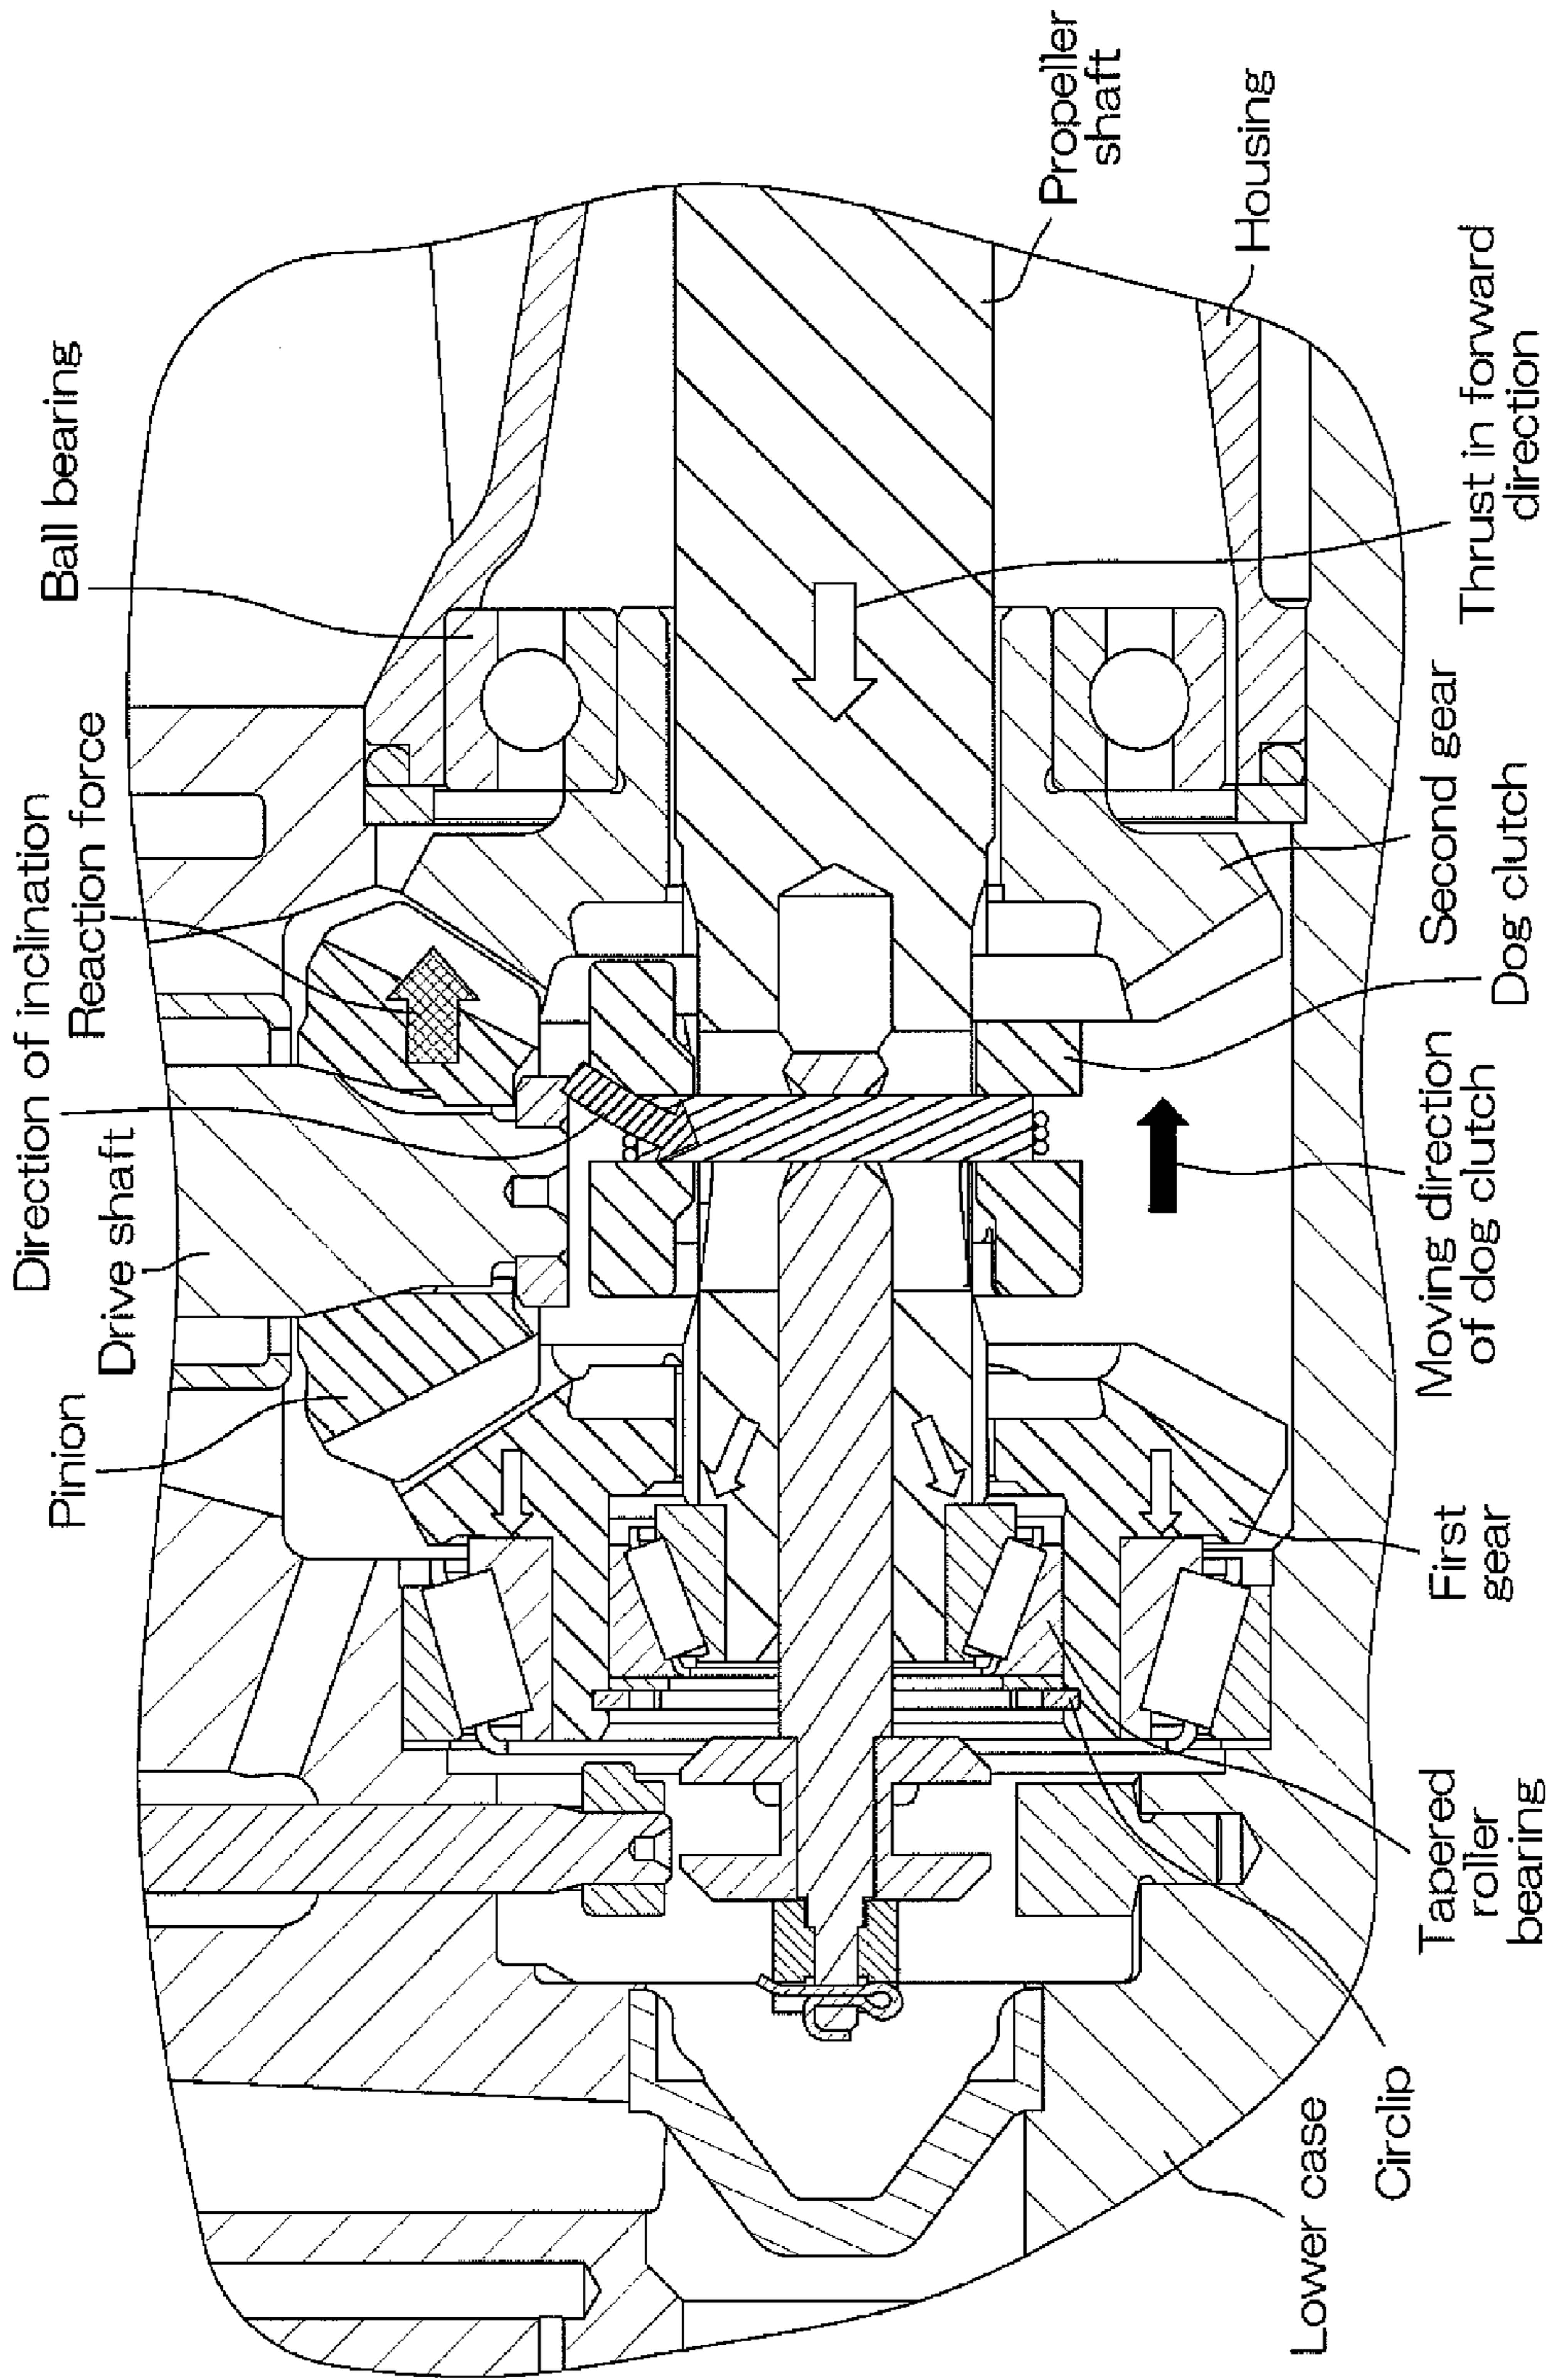 Ball bearing
Direction of inclination
Reaction force
Drive shaft
Pinion
Propeller
shaft
Housing
Thrust in forward
direction
Second gear
Dog clutch
Moving direction
of dog clutch
First
gear
Tapered
roller
bearing
Circlip
Lower case